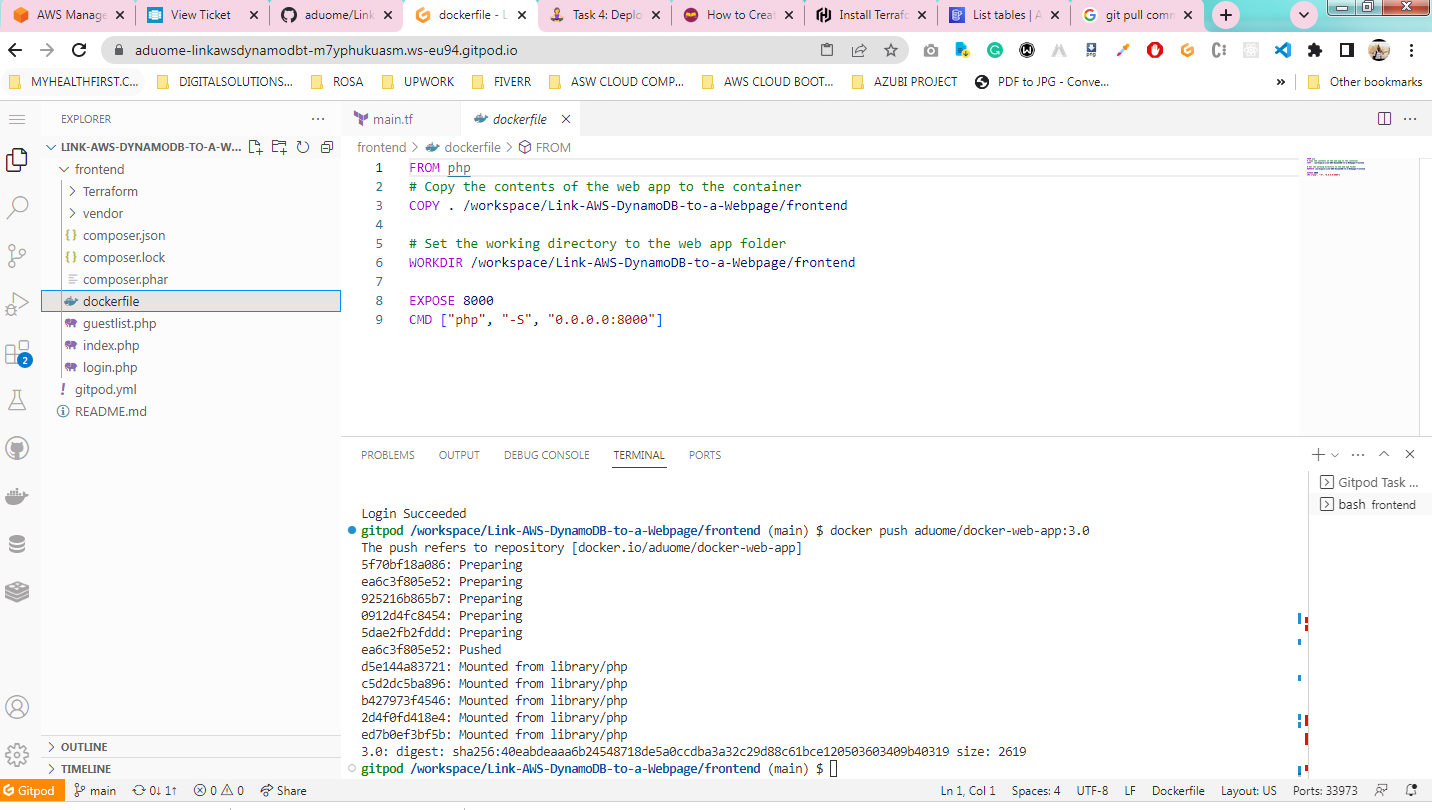 AWS Manage
View Ticket
aduome/Link
dockerfile - L
Task 4: Deplo
How to Creat
Install Terrafo
List tables | A
git pull comm
aduome-linkawsdynamodbt-m7yphukuasm.ws-eu94.gitpod.io
MYHEALTHFIRST.C...
DIGITALSOLUTIONS...
ROSA
UPWORK
FIVERR
ASW CLOUD COMP...
AWS CLOUD BOOT...
AZUBI PROJECT
PDF to JPG - Conve...
»
Other bookmarks
EXPLORER
LINK-AWS-DYNAMODB-TO-A-W...
frontend
Terraform
vendor
composer.json
composer.lock
composer.phar
dockerfile
guestlist.php
index.php
login.php
gitpod.yml
README.md
OUTLINE
TIMELINE
2
main.tf
dockerfile
frontend > dockerfile > FROM
1 FROM php
2 # Copy the contents of the web app to the container
3 COPY . /workspace/Link-AWS-DynamoDB-to-a-Webpage/frontend
4
5 # Set the working directory to the web app folder
6 WORKDIR /workspace/Link-AWS-DynamoDB-to-a-Webpage/frontend
7
8 EXPOSE 8000
9 CMD ["php", "-S", "0.0.0.0:8000"]
PROBLEMS OUTPUT DEBUG CONSOLE TERMINAL PORTS
Gitpod Task ...
bash frontend
Login Succeeded
gitpod /workspace/Link-AWS-DynamoDB-to-a-Webpage/frontend (main) $ docker push aduome/docker-web-app:3.0
The push refers to repository [docker.io/aduome/docker-web-app]
5f70bf18a086: Preparing
ea6c3f805e52: Preparing
925216b865b7: Preparing
0912d4fc8454: Preparing
5dae2fb2fddd: Preparing
ea6c3f805e52: Pushed
d5e144a83721: Mounted from library/php
c5d2dc5ba896: Mounted from library/php
b427973f4546: Mounted from library/php
2d4f0fd418e4: Mounted from library/php
ed7b0ef3bf5b: Mounted from library/php
3.0: digest: sha256:40eabdeaaa6b24548718de5a0ccdba3a32c29d88c61bce120503603409b40319 size: 2619
gitpod /workspace/Link-AWS-DynamoDB-to-a-Webpage/frontend (main) $
Gitpod
main
0↓ 1↑
0 0
Share
Ln 1, Col 1
Spaces: 4
UTF-8
LF
Dockerfile
Layout: US
Ports: 33973